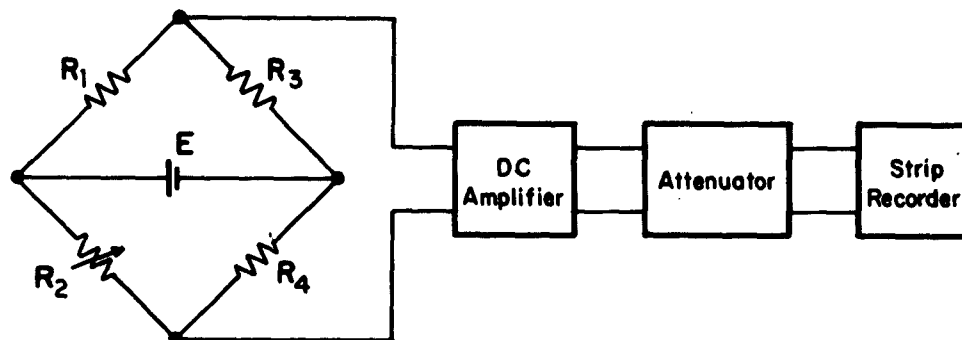 R1
R3
E
R2
R4
DC
Amplifier
Attenuator
Strip
Recorder